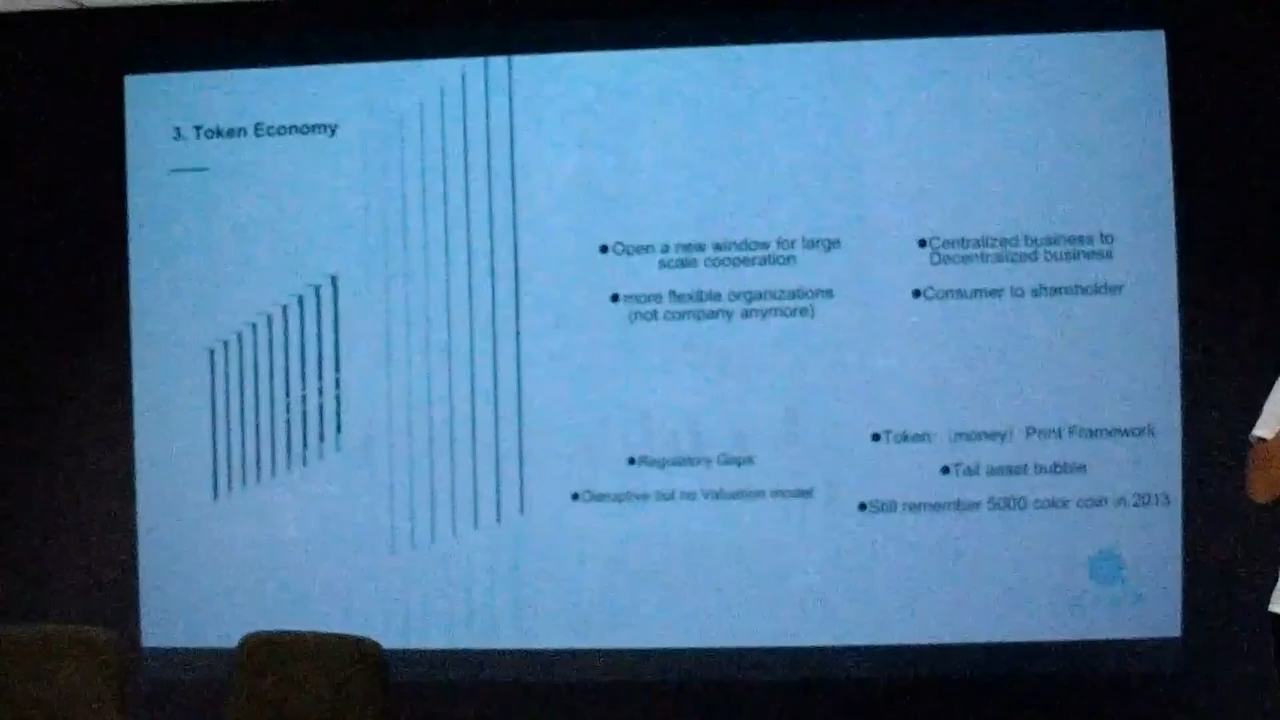 3. Token Economy
●Open a new window for large
scale cooperation
●more flexible organizations
(not company anymore)
●Centralized business to
Decentralized business
●Consumer to shareholder
●Regulatory Gaps
●Disruptive but no Valuation model
●Token: (money) Print Framework
●Tail asset bubble
●Still remember 5000 color coin in 2013